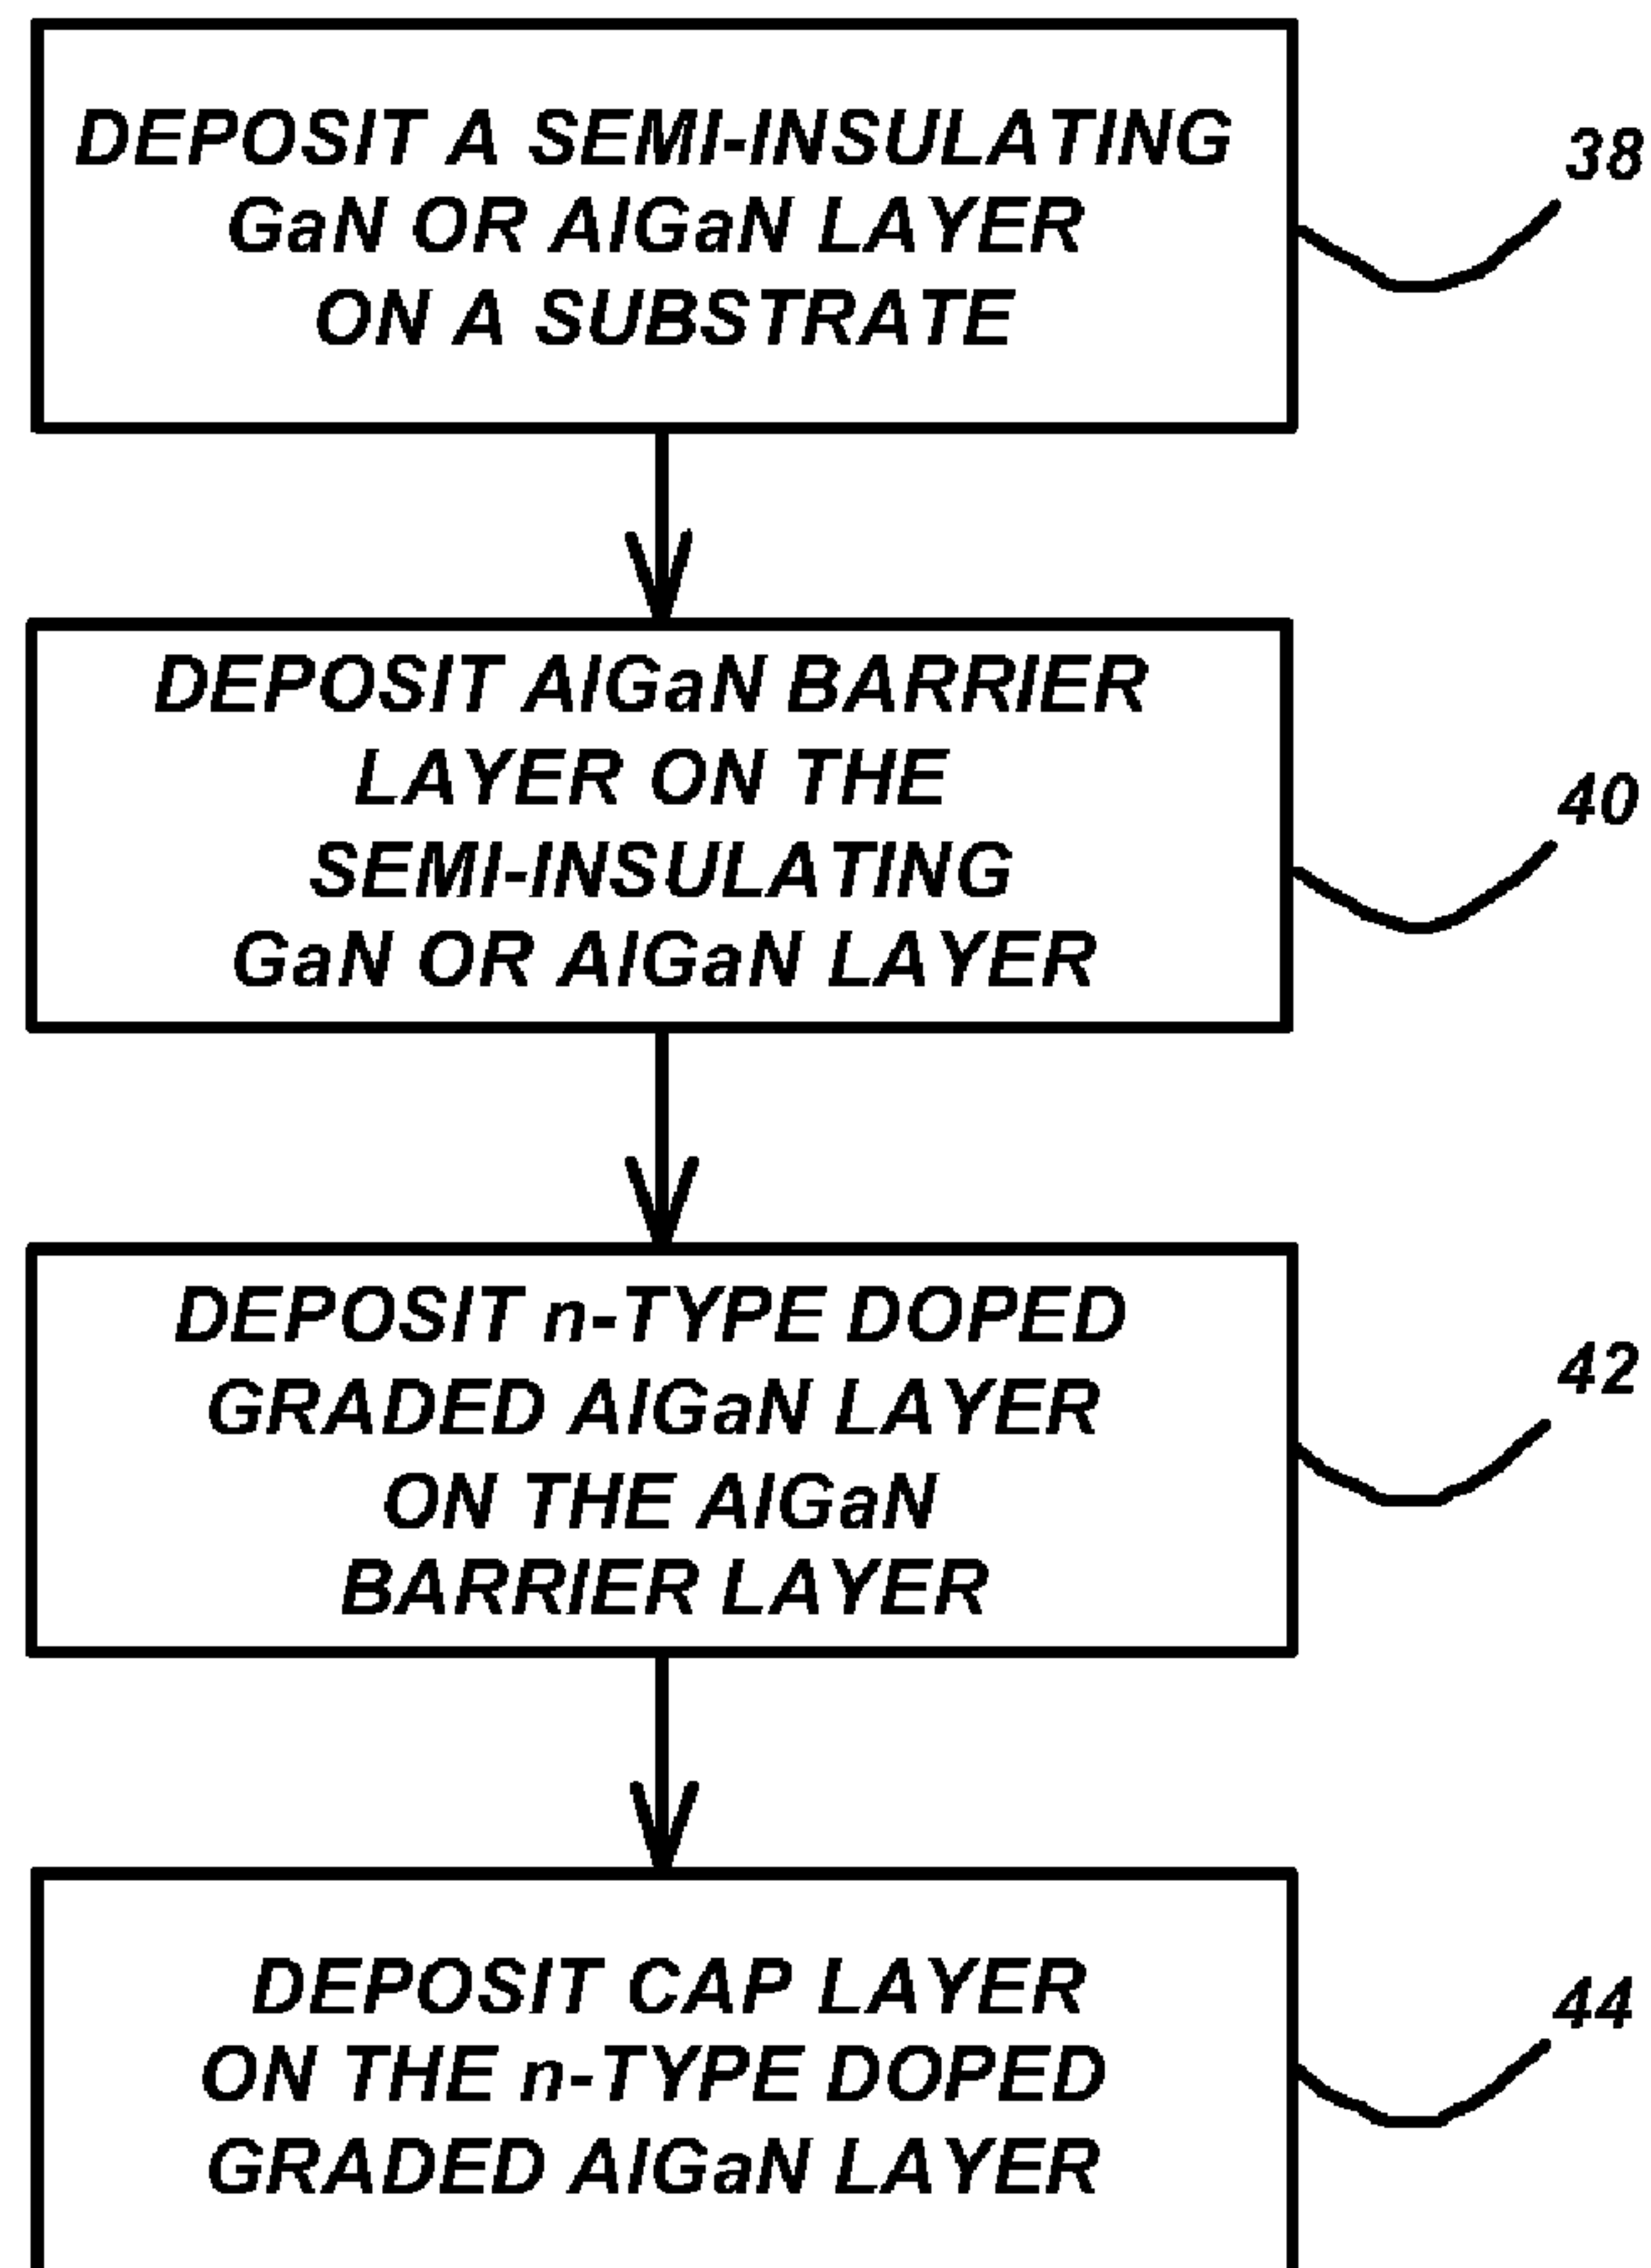 DEPOSIT A SEMI-INSULATING
GaN OR AlGaN LAYER
ON A SUBSTRATE
38
DEPOSIT AlGaN BARRIER
LAYER ON THE
SEMI-INSULATING
GaN OR AlGaN LAYER
40
DEPOSIT n-TYPE DOPED
GRADED AlGaN LAYER
ON THE AlGaN
BARRIER LAYER
42
DEPOSIT CAP LAYER
ON THE n-TYPE DOPED
GRADED AlGaN LAYER
44